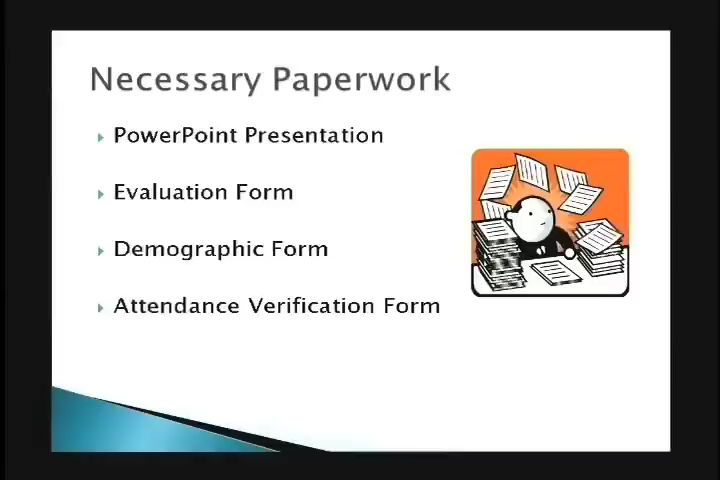 Necessary Paperwork
PowerPoint Presentation
Evaluation Form
Demographic Form
Attendance Verification Form